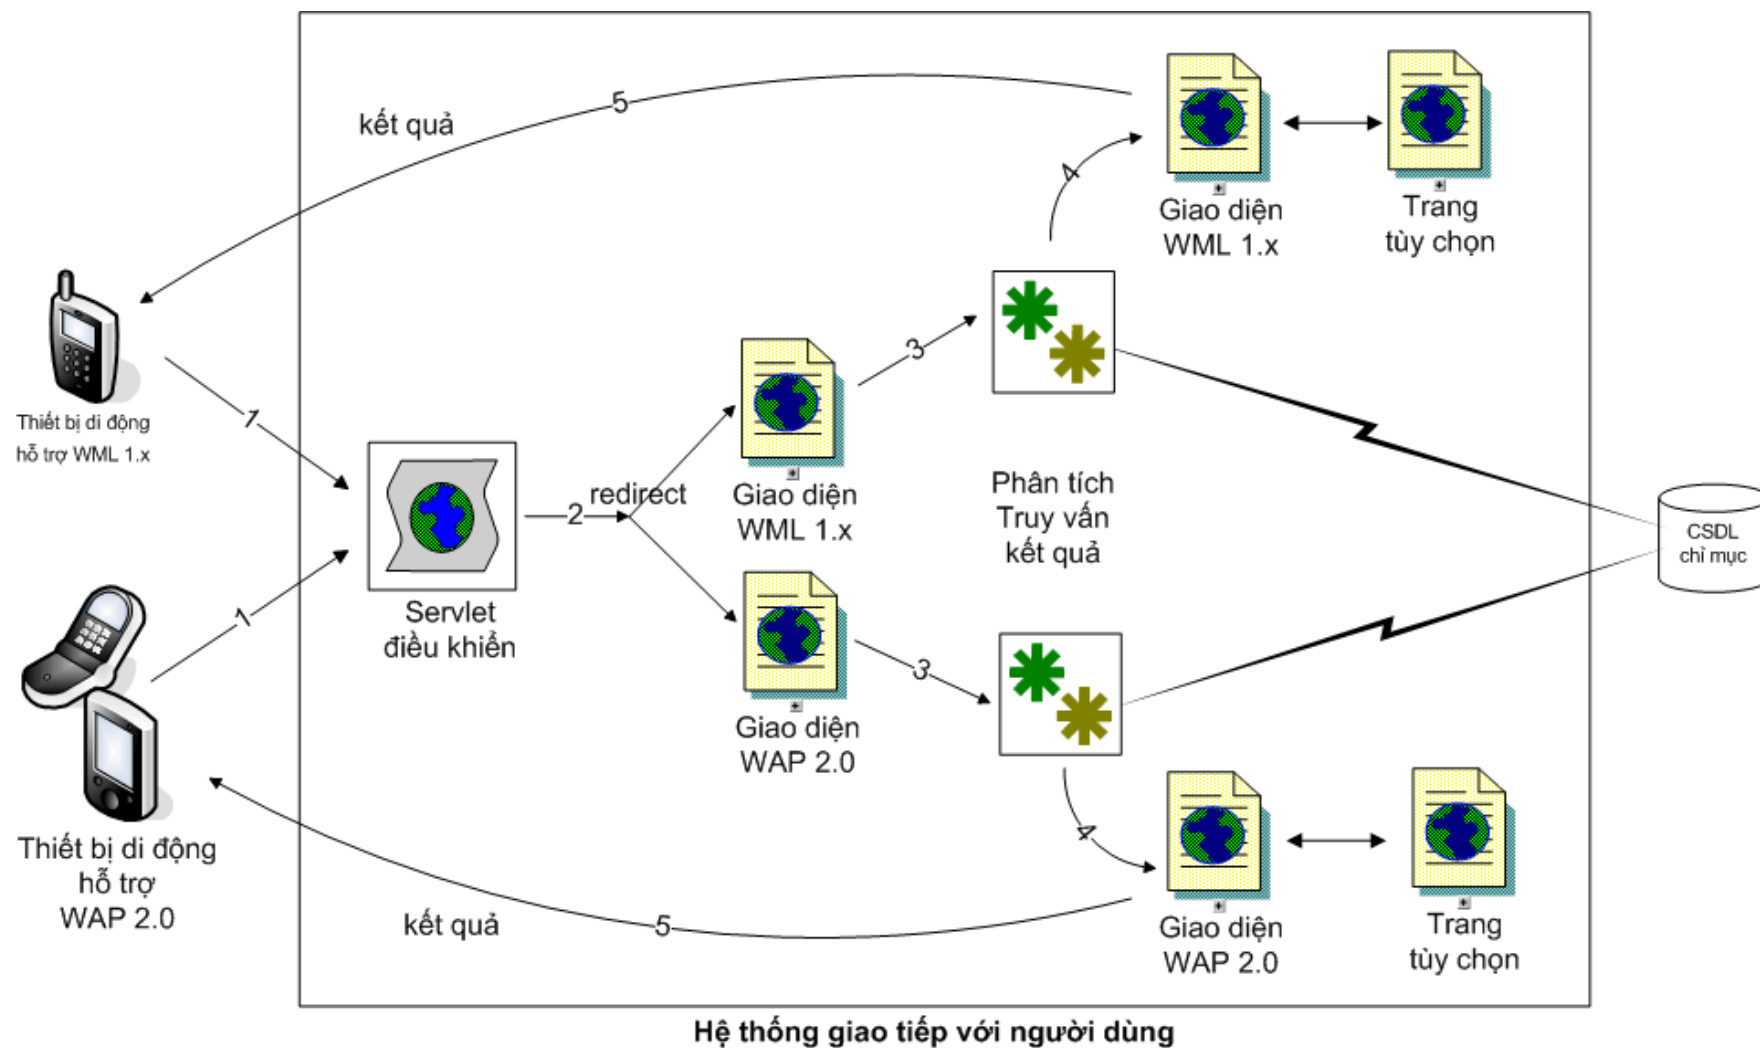 kết quả
5
4
Giao diện
WML 1.x
Trang
tùy chọn
Thiết bị di động
hỗ trợ WML 1.x
1
3
redirect
2
Giao diện
WML 1.x
Phân tích
Truy vấn
kết quả
CSDL
chỉ mục
Servlet
điều khiển
1
3
Giao diện
WAP 2.0
4
Thiết bị di động
hỗ trợ
WAP 2.0
kết quả
5
Giao diện
WAP 2.0
Trang
tùy chọn
Hệ thống giao tiếp với người dùng